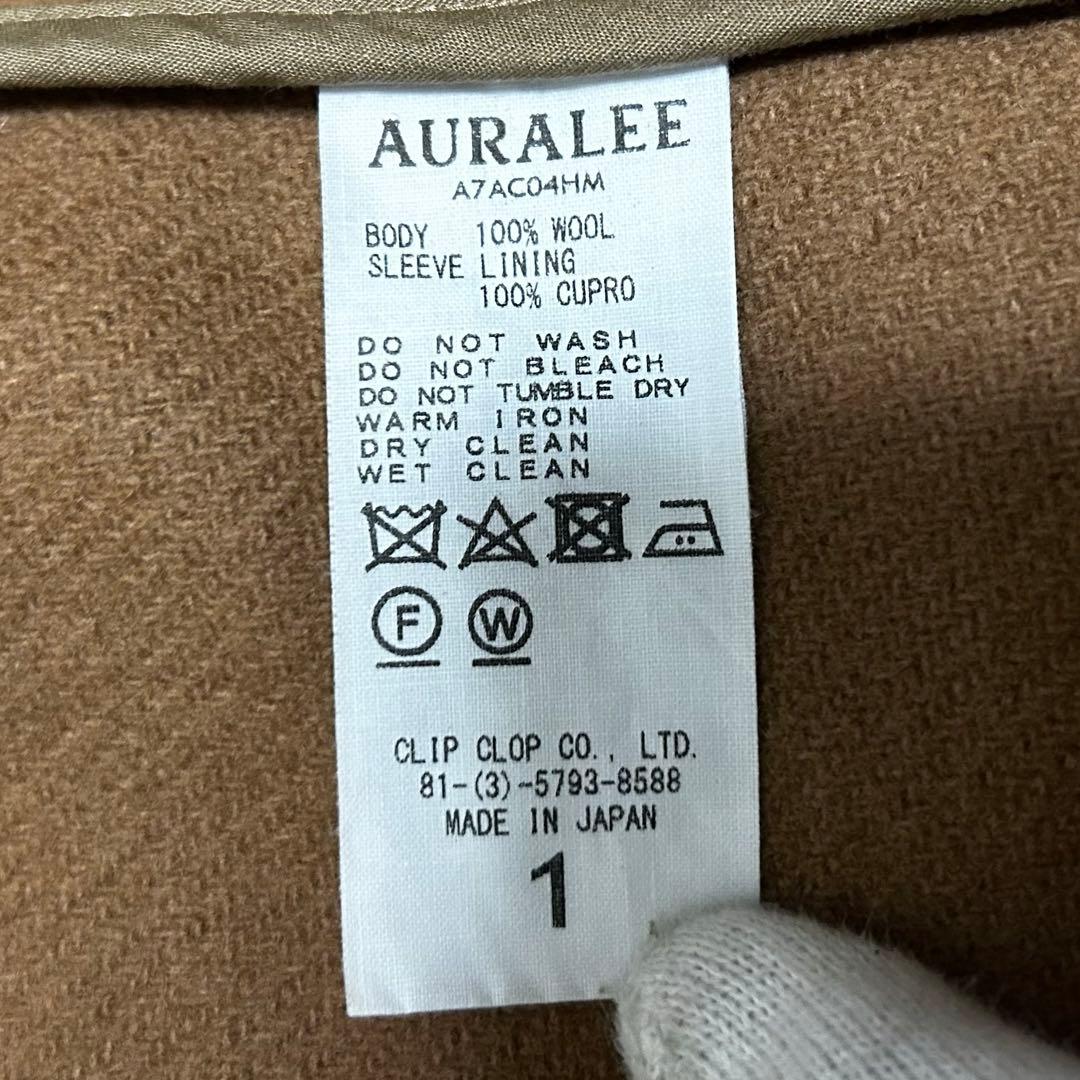 AURALEE
A7AC04HM
BODY 100% WOOL
SLEEVE LINING
100% CUPRO
DO NOT WASH
DO NOT BLEACH
DO NOT TUMBLE DRY
WARM IRON
DRY CLEAN
WET CLEAN
F W
CLIP CLOP CO., LTD.
81-(3)-5793-8588
MADE IN JAPAN
1